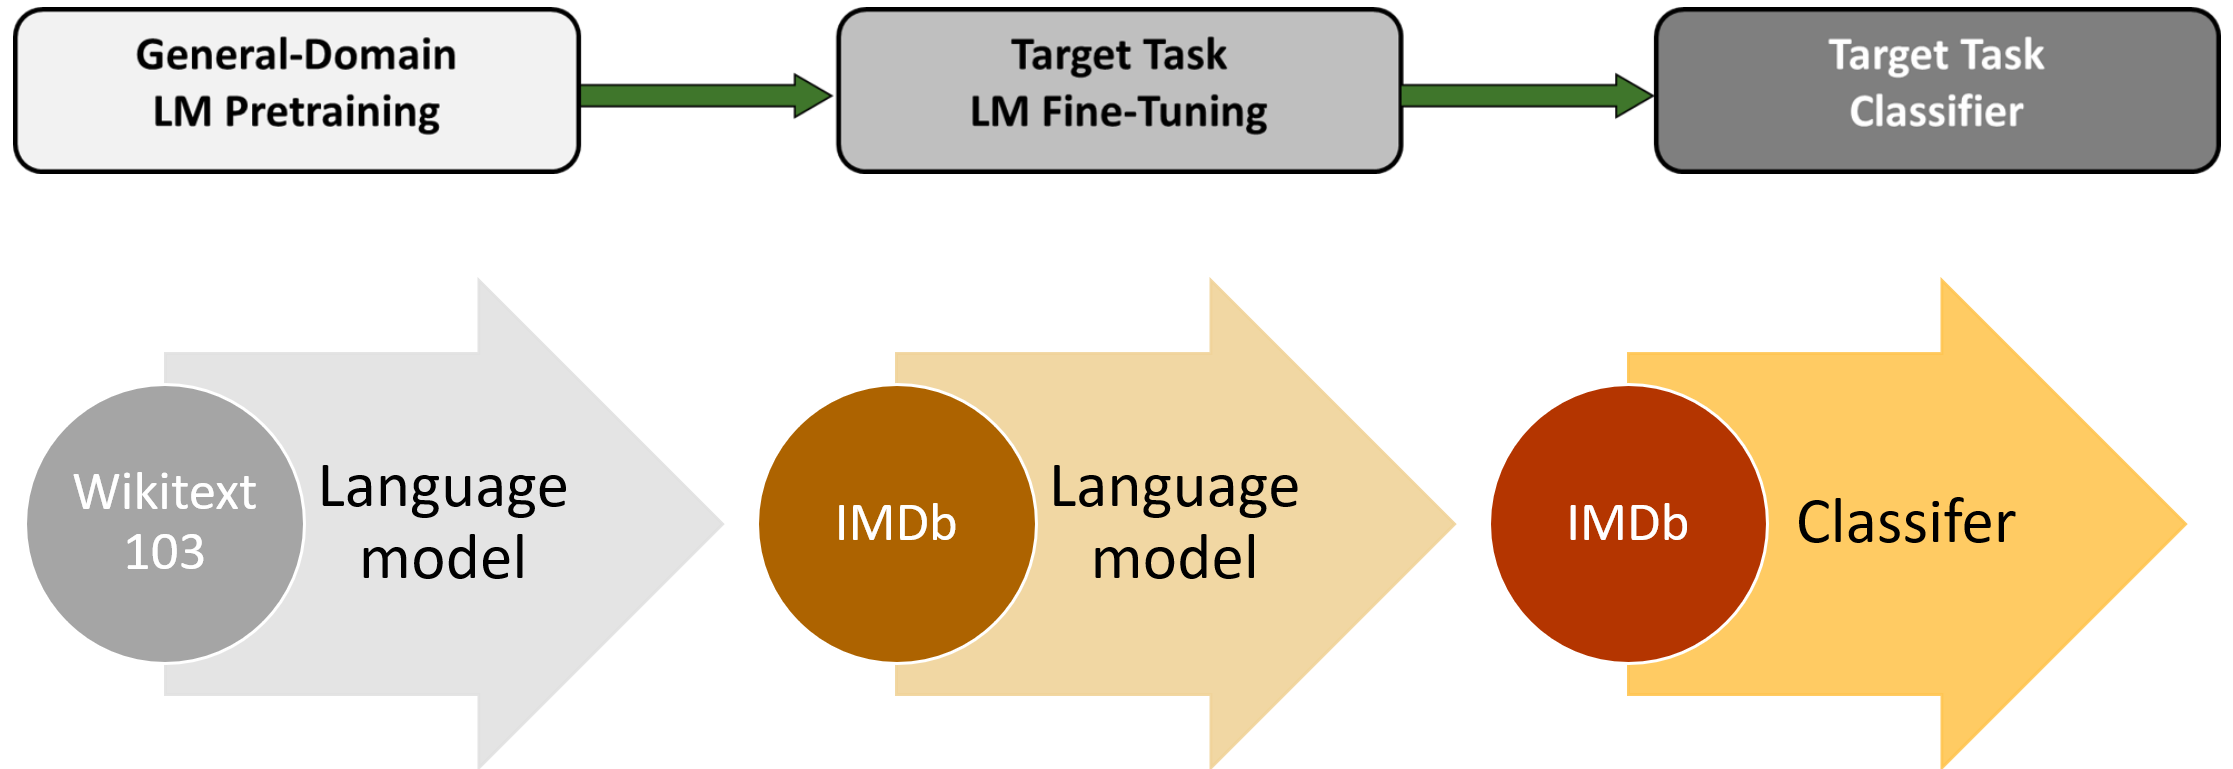 General-Domain
LM Pretraining
Target Task
LM Fine-Tuning
Target Task
Classifier
Wikitext
103
Language
model
IMDb
Language
model
IMDb
Classifer